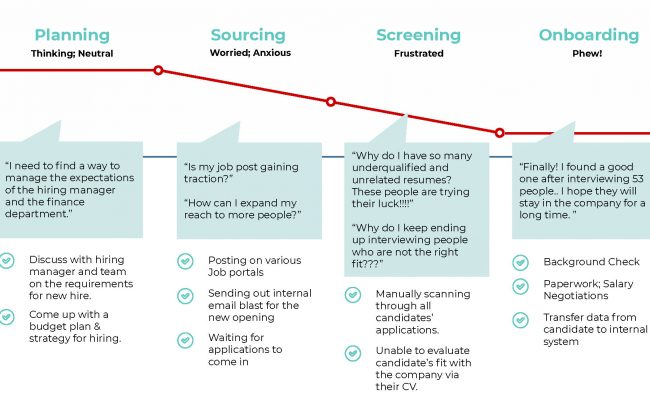 Planning
Thinking; Neutral
Sourcing
Worried; Anxious
Screening
Frustrated
Onboarding
Phew!
“I need to find a way to
manage the expectations
of the hiring manager
and the finance
department.”
“Is my job post gaining
traction?”
“How can I expand my
reach to more people?”
“Why do I have so many
underqualified and
unrelated resumes?
These people are trying
their luck!!!!”
“Why do I keep ending
up interviewing people
who are not the right
fit???”
“Finally! I found a good
one after interviewing 53
people.. I hope they will
stay in the company for a
long time. ”
Discuss with hiring
manager and team
on the requirements
for new hire.
Come up with a
budget plan &
strategy for hiring.
Posting on various
Job portals
Sending out internal
email blast for the
new opening
Waiting for
applications to
come in
Manually scanning
through all
candidates’
applications.
Unable to evaluate
candidate’s fit with
the company via
their CV.
Background Check
Paperwork; Salary
Negotiations
Transfer data from
candidate to internal
system